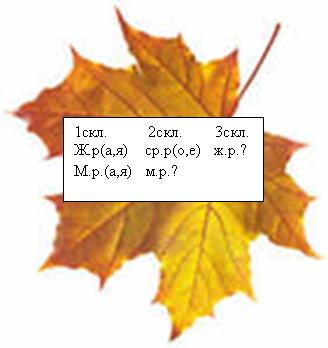 1скл. 2скл. 3скл.
Ж.р(а,я) ср.р(о,е) ж.р.?
М.р.(а,я) м.р.?